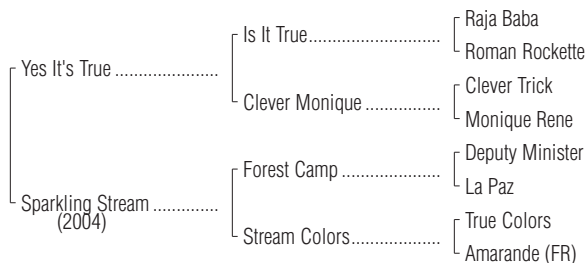 Raja Baba
Is It True
Roman Rockette
Yes It's True
Clever Trick
Clever Monique
Monique Rene
Deputy Minister
Forest Camp
La Paz
Sparkling Stream
(2004)
True Colors
Stream Colors
Amarande (FR)